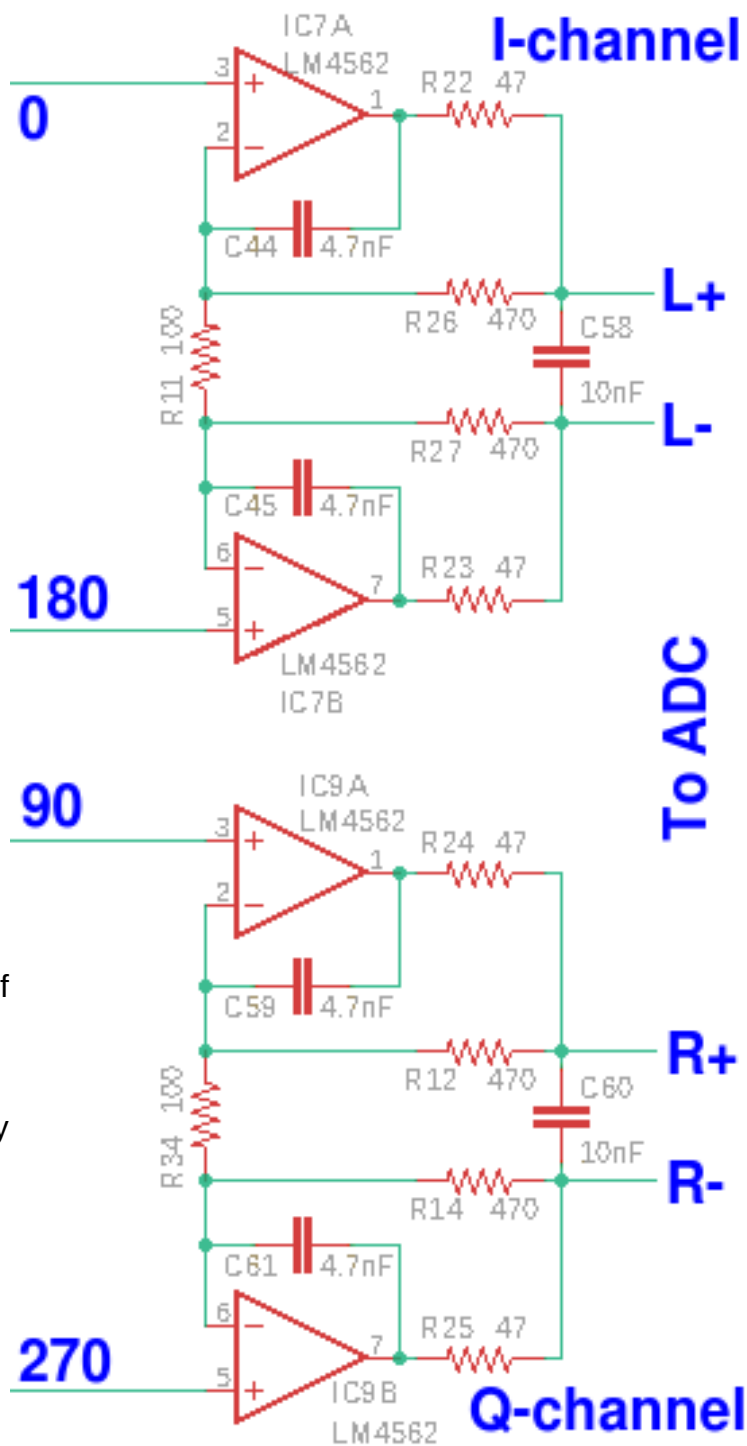 IC7A
LM4562
I-channel
3
0
2
1
R22 47
C44 4.7nF
L+
R26 470
C58
R11 100
10nF
L-
R27 470
C45 4.7nF
6
7
R23 47
180
5
LM4562
IC7B
To ADC
IC9A
LM4562
90
3
2
1
R24 47
f
C59 4.7nF
R+
R12 470
C60
R34 100
y
10nF
R-
R14 470
C61 4.7nF
6
7
R25 47
270
5
IC9B
LM4562
Q-channel